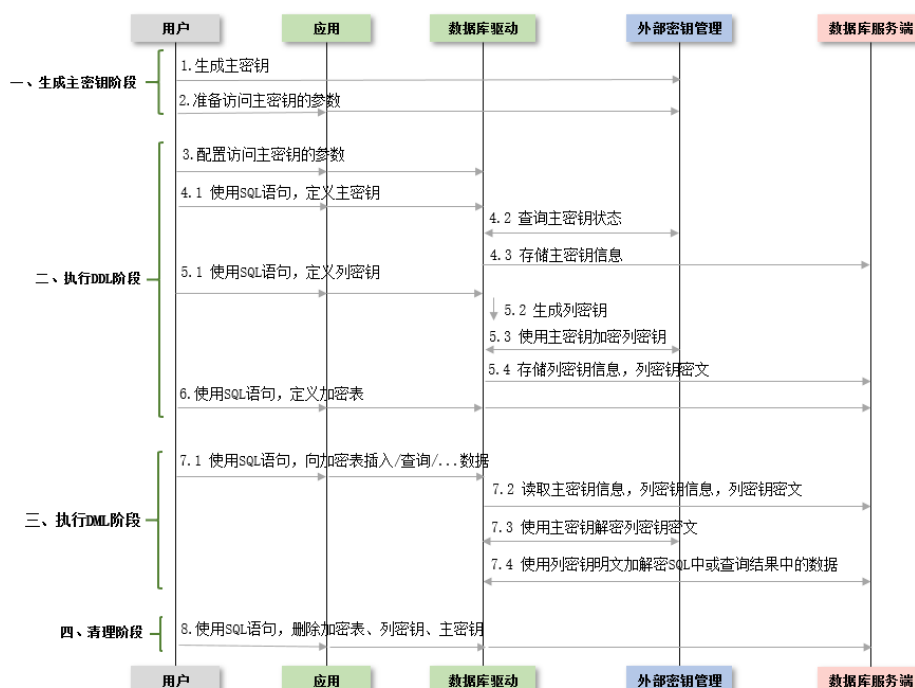 用户 应用 数据库驱动 外部密钥管理 数据库服务端
一、生成主密钥阶段
1.生成主密钥
2.准备访问主密钥的参数
二、执行DDL阶段
3.配置访问主密钥的参数
4.1 使用SQL语句，定义主密钥
4.2 查询主密钥状态
4.3 存储主密钥信息
5.1 使用SQL语句，定义列密钥
5.2 生成列密钥
5.3 使用主密钥加密列密钥
5.4 存储列密钥信息，列密钥密文
6.使用SQL语句，定义加密表
三、执行DML阶段
7.1 使用SQL语句，向加密表插入/查询/...数据
7.2 读取主密钥信息，列密钥信息，列密钥密文
7.3 使用主密钥解密列密钥密文
7.4 使用列密钥明文加解密SQL中或查询结果中的数据
四、清理阶段
8.使用SQL语句，删除加密表、列密钥、主密钥
用户 应用 数据库驱动 外部密钥管理 数据库服务端